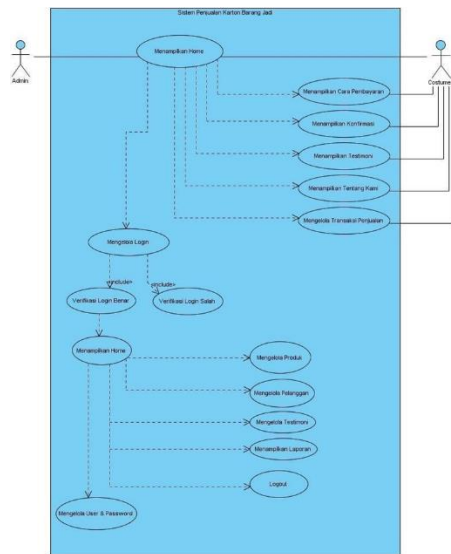 Sistem Penjualan Karton Barang Jadi
Menampilkan Home
Admin
Costumer
Menampilkan Cara Pembayaran
Menampilkan Konfirmasi
Menampilkan Testimoni
Menampilkan Tentang Kami
Mengelola Transaksi Penjualan
Mengelola Login
<<include>>
<<include>>
Verifikasi Login Benar
Verifikasi Login Salah
Menampilkan Home
Mengelola Produk
Mengelola Pelanggan
Mengelola Testimoni
Menampilkan Laporan
Logout
Mengelola User & Password